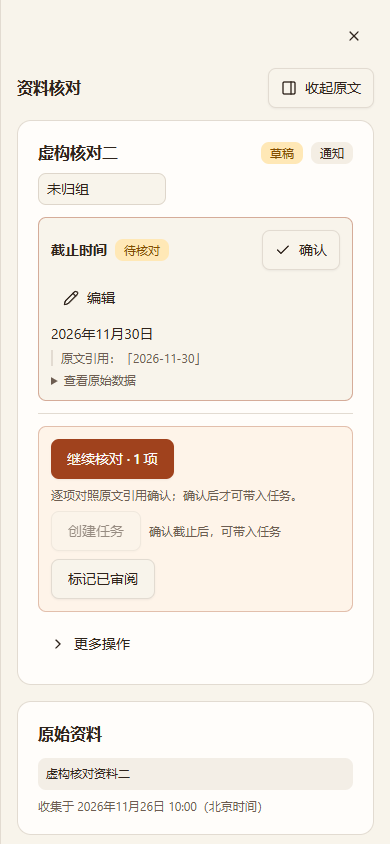 资料核对
收起原文
虚构核对二
草稿
通知
未归组
截止时间
待核对
确认
编辑
2026年11月30日
原文引用：「2026-11-30」
查看原始数据
继续核对 · 1 项
逐项对照原文引用确认；确认后才可带入任务。
创建任务
确认截止后，可带入任务
标记已审阅
更多操作
原始资料
虚构核对资料二
收集于 2026年11月26日 10:00（北京时间）